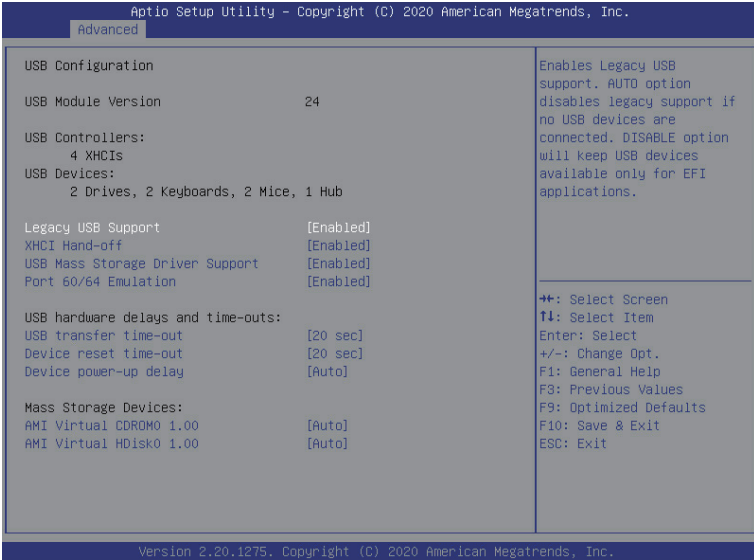 Aptio Setup Utility – Copyright (C) 2020 American Megatrends, Inc.
Advanced
USB Configuration
USB Module Version 24
USB Controllers:
4 XHCIs
USB Devices:
2 Drives, 2 Keyboards, 2 Mice, 1 Hub
Legacy USB Support [Enabled]
XHCI Hand-off [Enabled]
USB Mass Storage Driver Support [Enabled]
Port 60/64 Emulation [Enabled]
USB hardware delays and time-outs:
USB transfer time-out [20 sec]
Device reset time-out [20 sec]
Device power-up delay [Auto]
Mass Storage Devices:
AMI Virtual CDROM0 1.00 [Auto]
AMI Virtual HDisk0 1.00 [Auto]
Enables Legacy USB
support. AUTO option
disables legacy support if
no USB devices are
connected. DISABLE option
will keep USB devices
available only for EFI
applications.
→←: Select Screen
↑↓: Select Item
Enter: Select
+/-: Change Opt.
F1: General Help
F3: Previous Values
F9: Optimized Defaults
F10: Save & Exit
ESC: Exit
Version 2.20.1275. Copyright (C) 2020 American Megatrends, Inc.